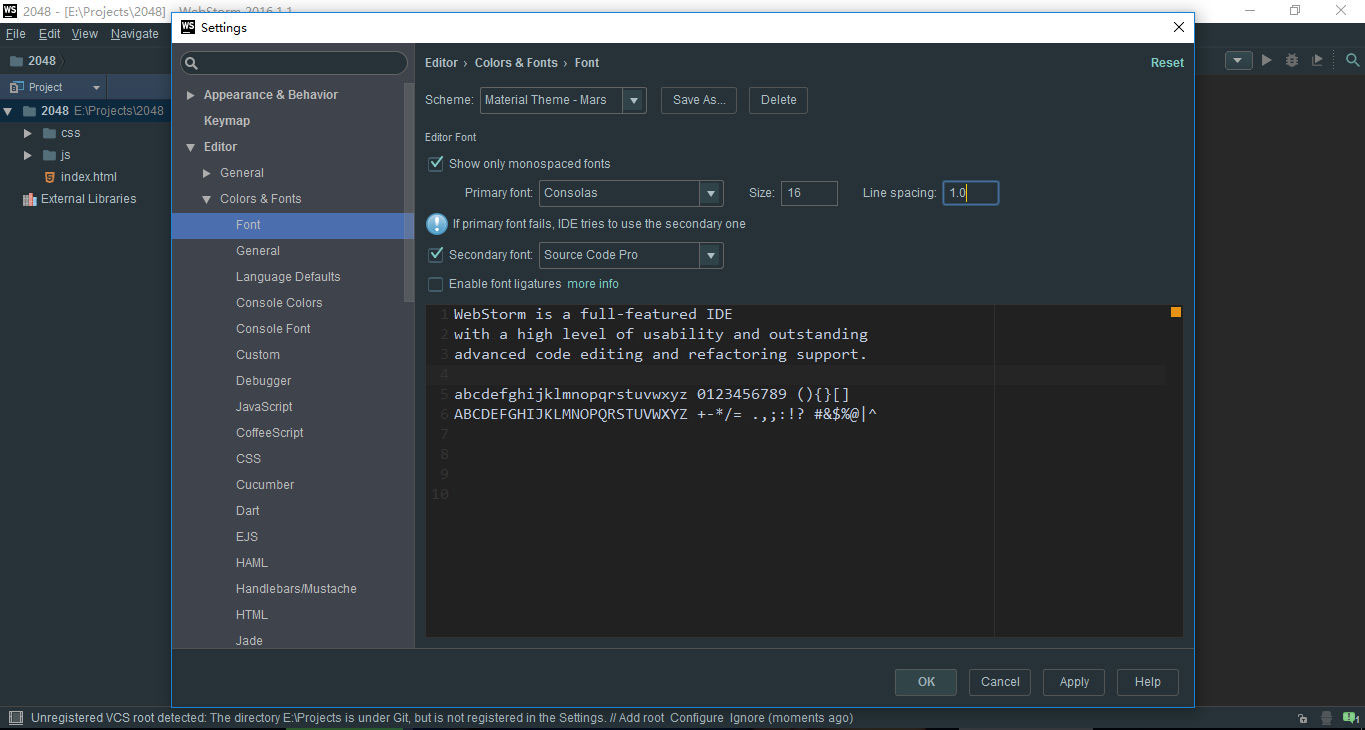 WS 2048 - [E:\Projects\2048] - WebStorm 2016.1.1
File Edit View Navigate
2048
Project
2048 E:\Projects\2048
css
js
index.html
External Libraries
WS Settings
Appearance & Behavior
Keymap
Editor
General
Colors & Fonts
Font
General
Language Defaults
Console Colors
Console Font
Custom
Debugger
JavaScript
CoffeeScript
CSS
Cucumber
Dart
EJS
HAML
Handlebars/Mustache
HTML
Jade
Editor › Colors & Fonts › Font Reset
Scheme: Material Theme - Mars Save As... Delete
Editor Font
Show only monospaced fonts
Primary font: Consolas Size: 16 Line spacing: 1.0
If primary font fails, IDE tries to use the secondary one
Secondary font: Source Code Pro
Enable font ligatures more info
1 WebStorm is a full-featured IDE
2 with a high level of usability and outstanding
3 advanced code editing and refactoring support.
4
5 abcdefghijklmnopqrstuvwxyz 0123456789 (){}[]
6 ABCDEFGHIJKLMNOPQRSTUVWXYZ +-*/= .,;:!? #&$%@|^
7
8
9
10
OK Cancel Apply Help
Unregistered VCS root detected: The directory E:\Projects is under Git, but is not registered in the Settings. // Add root Configure Ignore (moments ago)